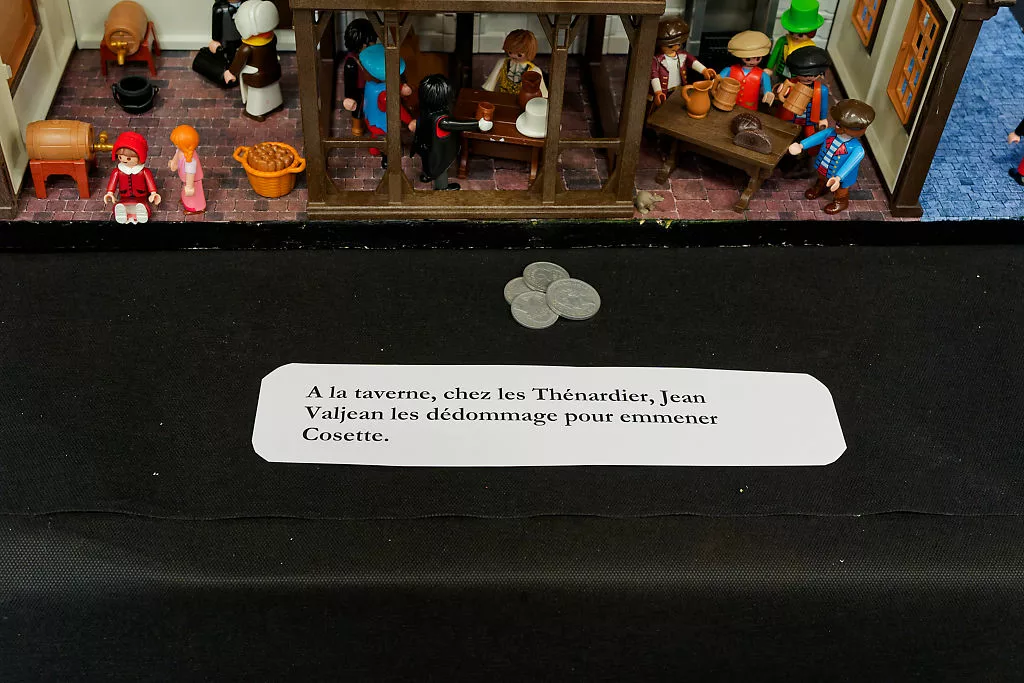 A la taverne, chez les Thénardier, Jean
Valjean les dédommage pour emmener
Cosette.